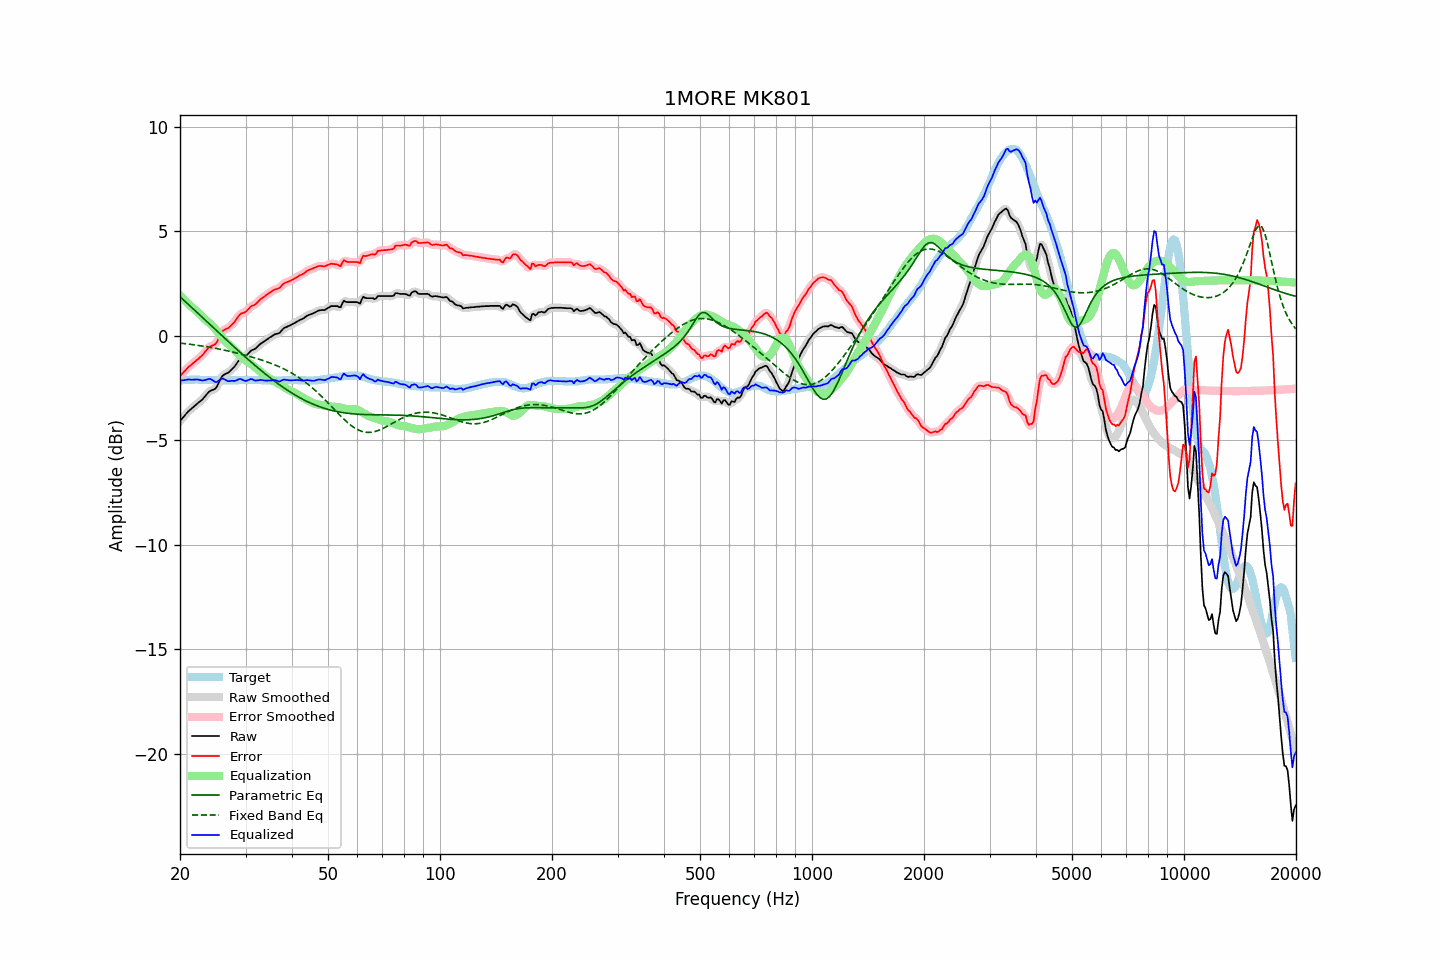 1MORE MK801
Amplitude (dBr)
10
5
0
−5
−10
−15
−20
Target
Raw Smoothed
Error Smoothed
Raw
Error
Equalization
Parametric Eq
Fixed Band Eq
Equalized
20 50 100 200 500 1000 2000 5000 10000 20000
Frequency (Hz)